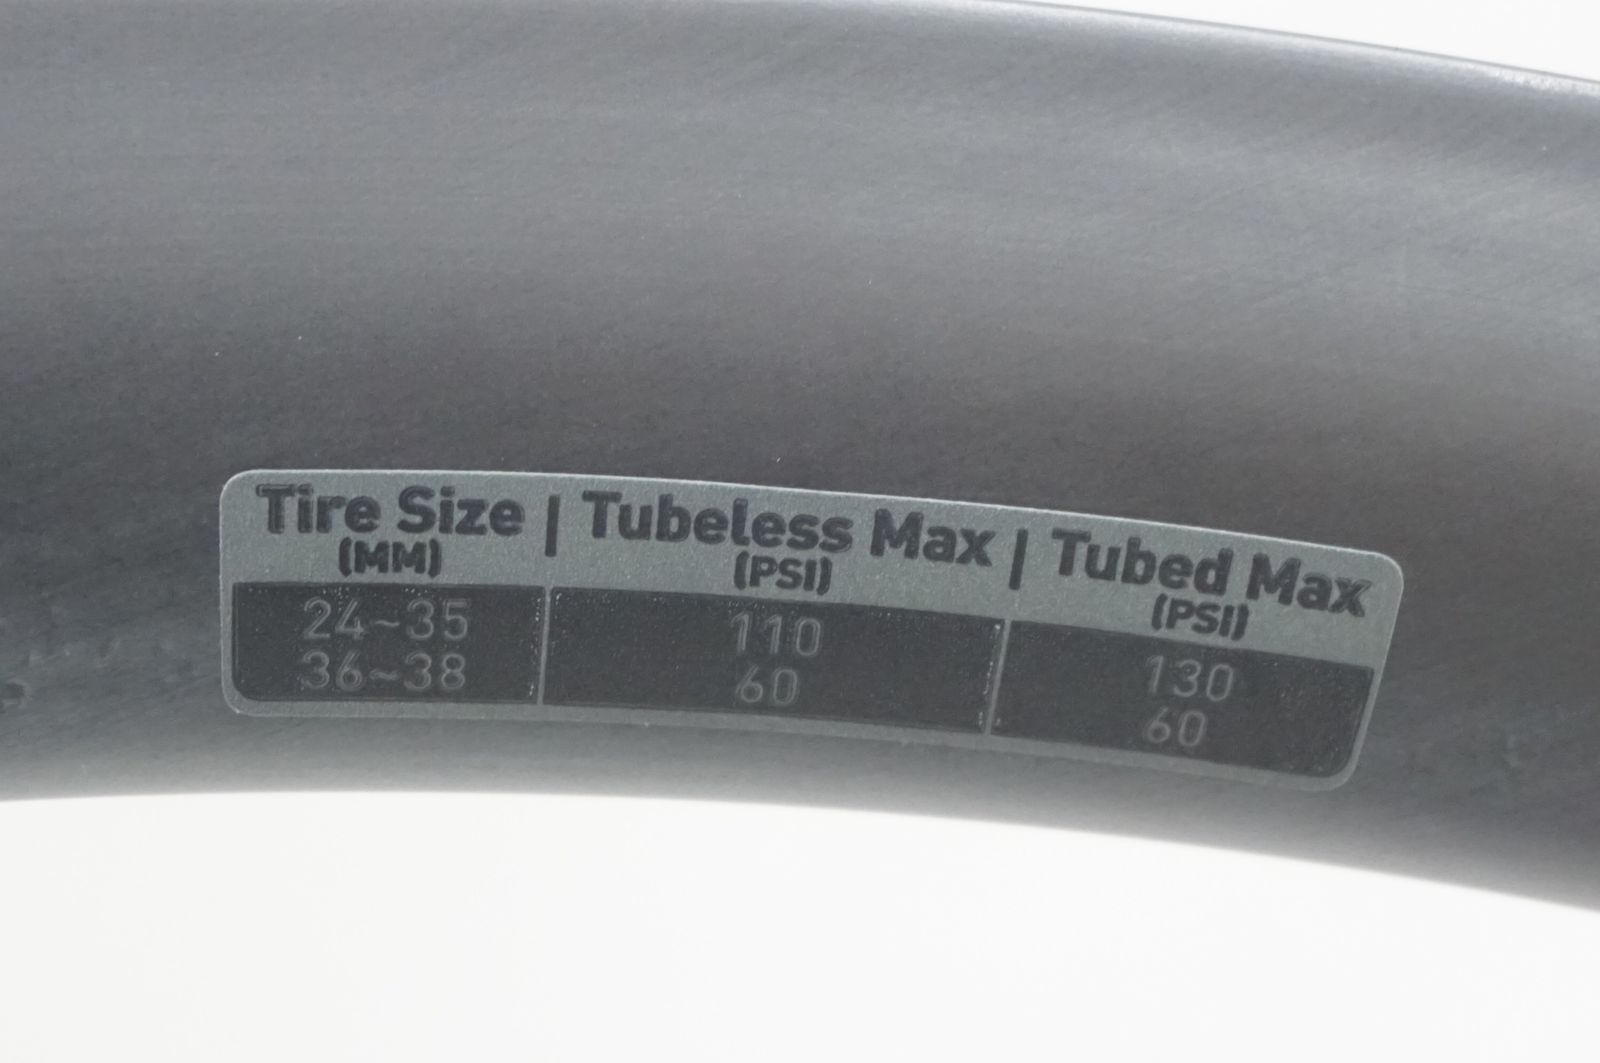 Tire Size | Tubeless Max | Tubed Max
(MM) (PSI) (PSI)
24~35 110 130
36~38 60 60